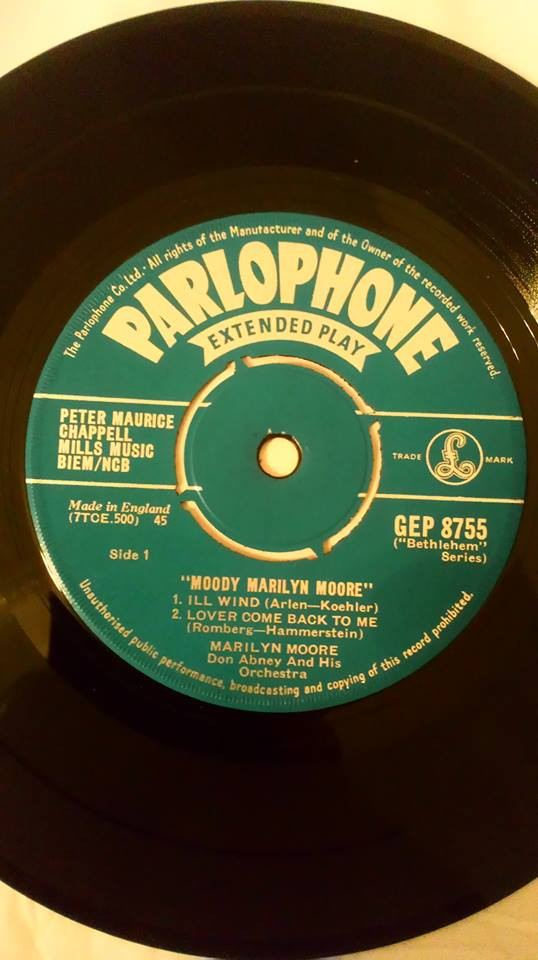 The Parlophone Co. Ltd. · All rights of the Manufacturer and of the Owner of the recorded work reserved.
PARLOPHONE
EXTENDED PLAY
PETER MAURICE
CHAPPELL
MILLS MUSIC
BIEM/NCB
TRADE £ MARK
Made in England
(7TCE.500) 45
Side 1
GEP 8755
("Bethlehem"
Series)
"MOODY MARILYN MOORE"
1. ILL WIND (Arlen—Koehler)
2. LOVER COME BACK TO ME
(Romberg—Hammerstein)
MARILYN MOORE
Don Abney And His
Orchestra
Unauthorised public performance, broadcasting and copying of this record prohibited.